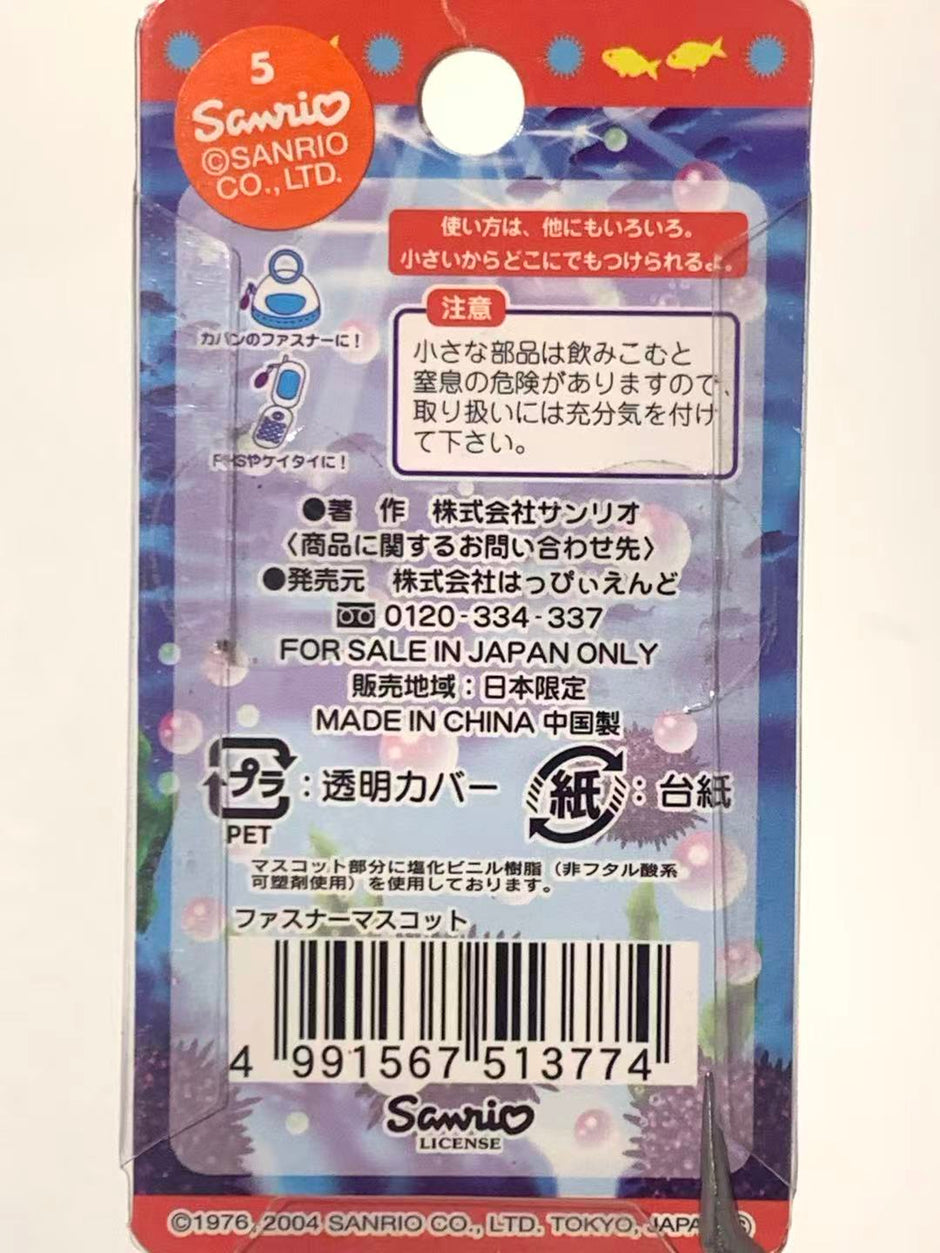 5
Sanrio
©SANRIO
CO., LTD.
使い方は、他にもいろいろ。
小さいからどこにでもつけられるよ。
カバンのファスナーに！
PHSやケイタイに！
注意
小さな部品は飲みこむと
窒息の危険がありますので、
取り扱いには充分気を付け
て下さい。
●著　作　株式会社サンリオ
〈商品に関するお問い合わせ先〉
●発売元　株式会社はっぴぃえんど
0120-334-337
FOR SALE IN JAPAN ONLY
販売地域：日本限定
MADE IN CHINA 中国製
プラ：透明カバー
PET
紙：台紙
マスコット部分に塩化ビニル樹脂（非フタル酸系
可塑剤使用）を使用しております。
ファスナーマスコット
4 991567 513774
Sanrio
LICENSE
©1976, 2004 SANRIO CO., LTD. TOKYO, JAPAN